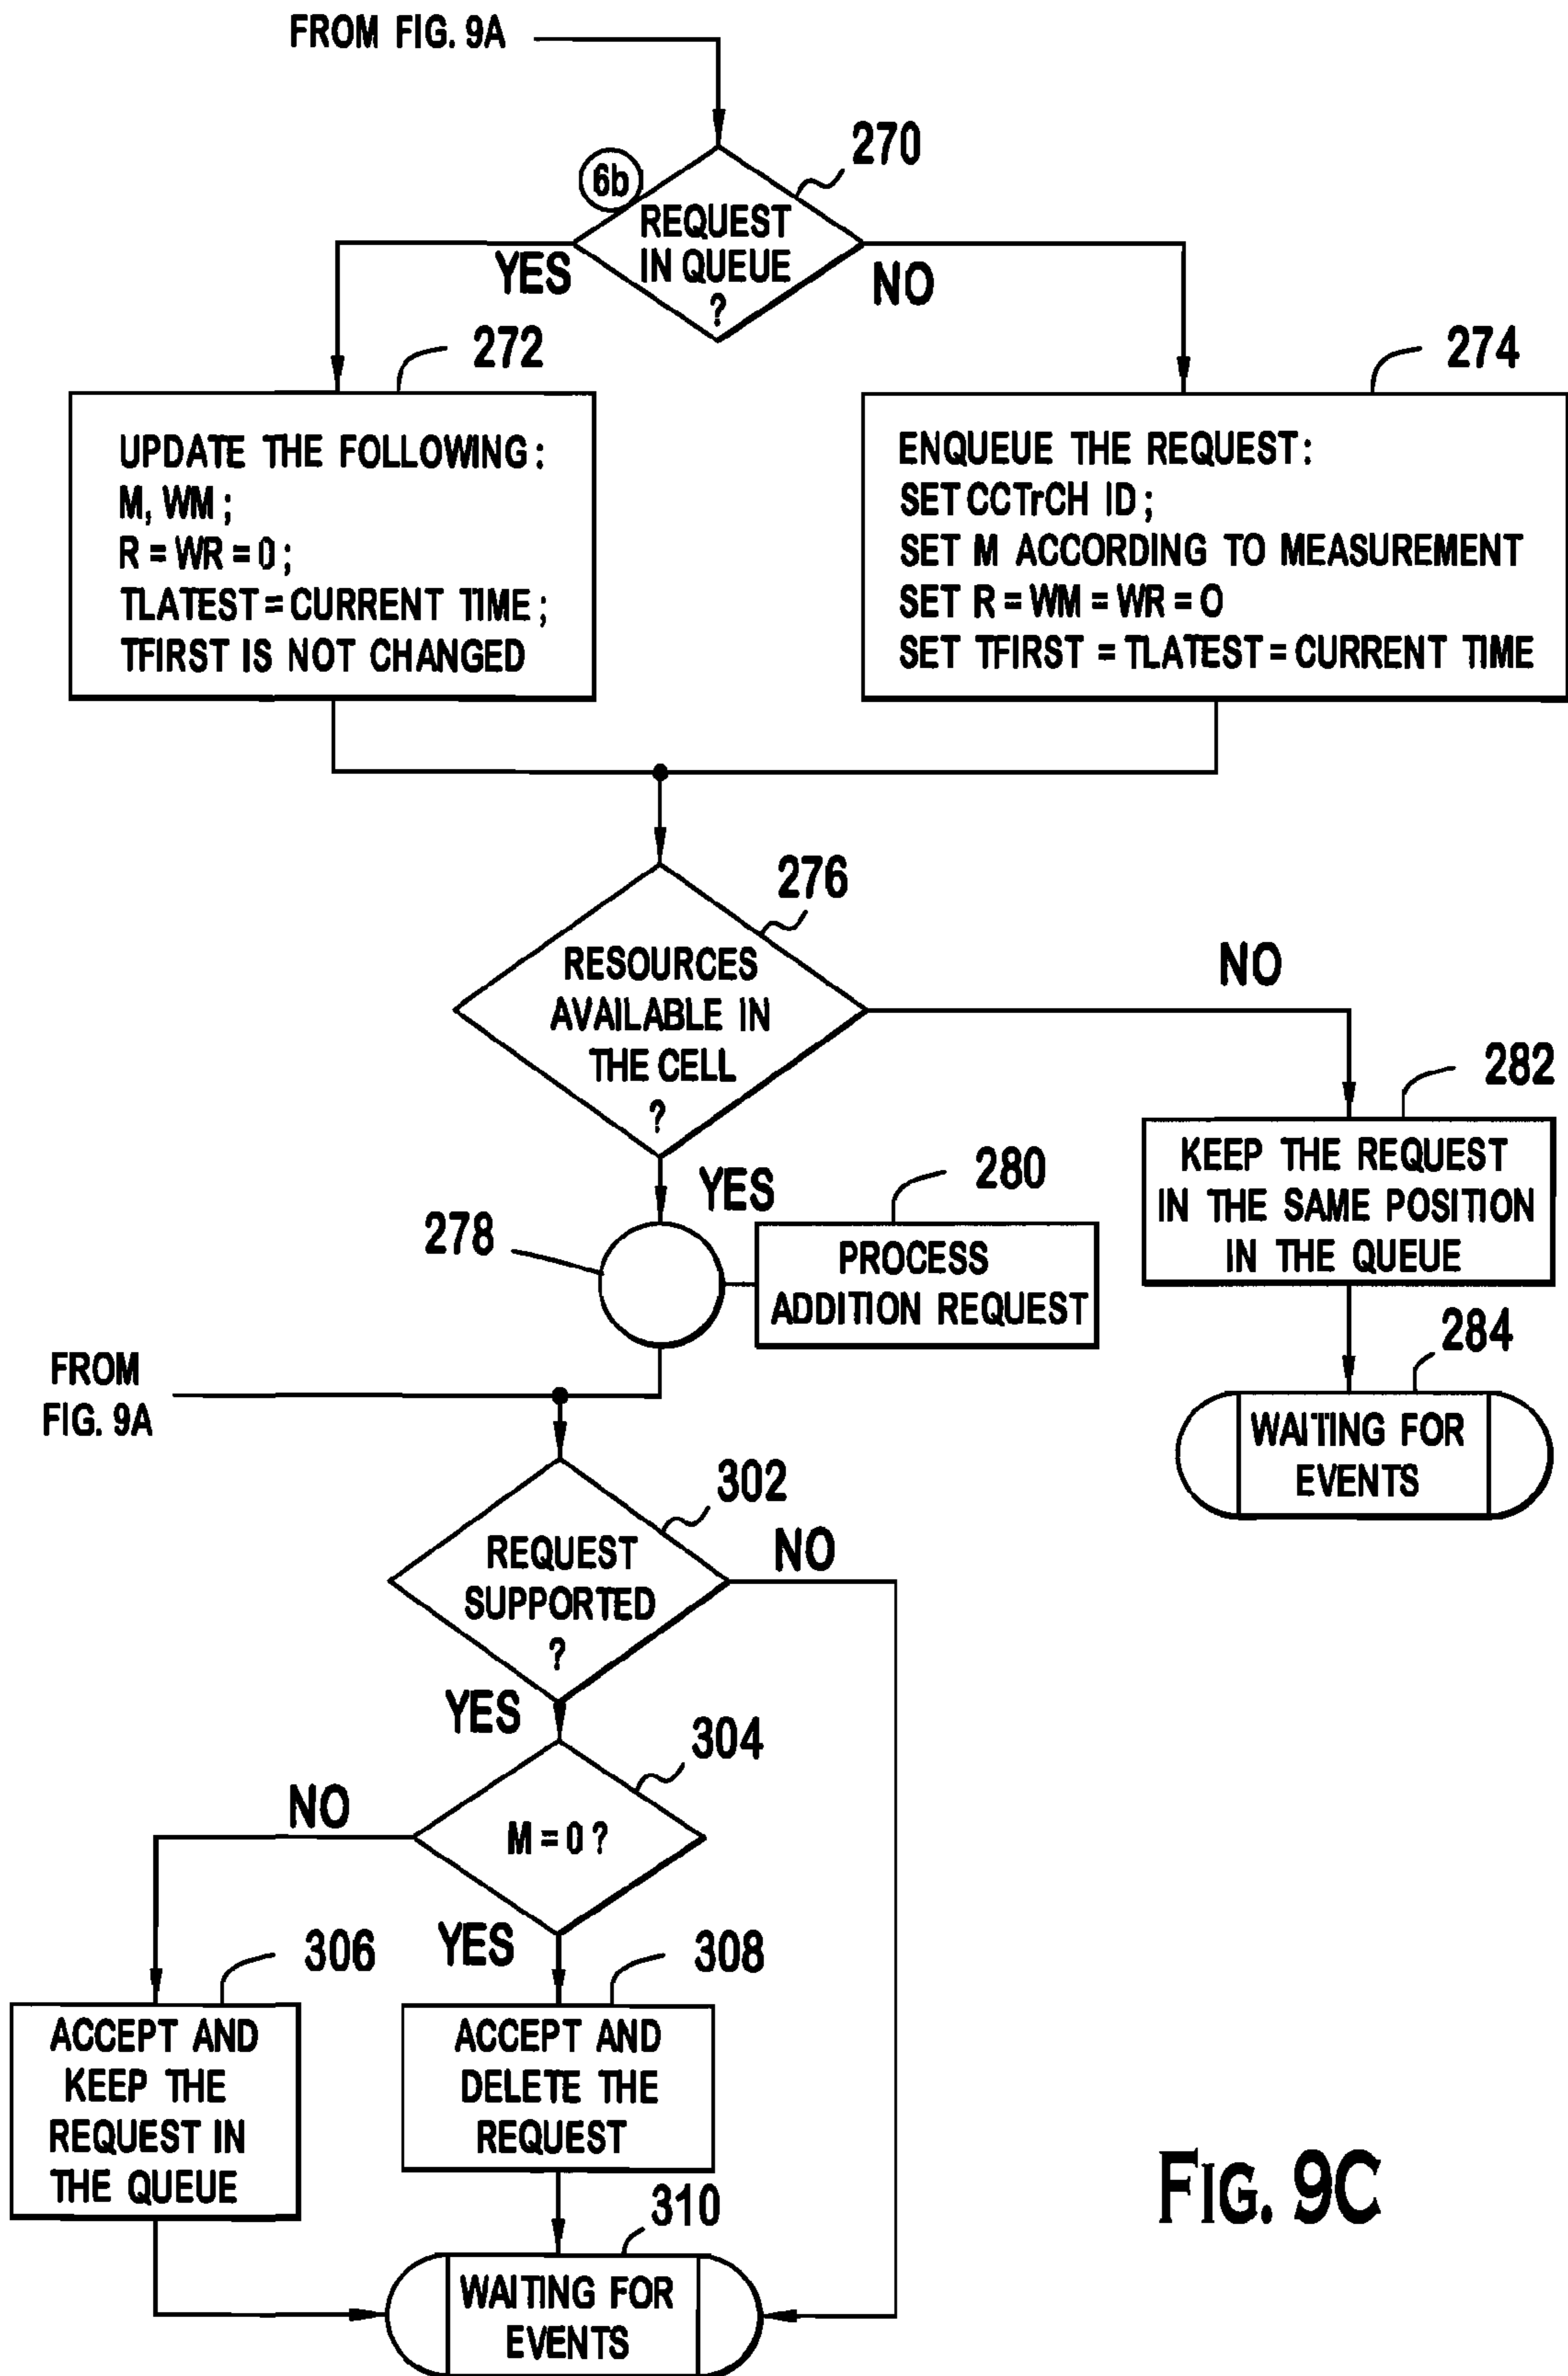 FROM FIG. 9A
270
6b
REQUEST
IN QUEUE
?
YES
NO
272
UPDATE THE FOLLOWING:
M, WM;
R = WR = 0;
TLATEST = CURRENT TIME;
TFIRST IS NOT CHANGED
274
ENQUEUE THE REQUEST:
SET CCTrCH ID;
SET M ACCORDING TO MEASUREMENT
SET R = WM = WR = O
SET TFIRST = TLATEST = CURRENT TIME
276
RESOURCES
AVAILABLE IN
THE CELL
?
NO
YES
282
KEEP THE REQUEST
IN THE SAME POSITION
IN THE QUEUE
278
280
PROCESS
ADDITION REQUEST
284
WAITING FOR
EVENTS
FROM
FIG. 9A
302
REQUEST
SUPPORTED
?
NO
YES
304
M = 0 ?
NO
YES
306
ACCEPT AND
KEEP THE
REQUEST IN
THE QUEUE
308
ACCEPT AND
DELETE THE
REQUEST
310
WAITING FOR
EVENTS
FIG. 9C